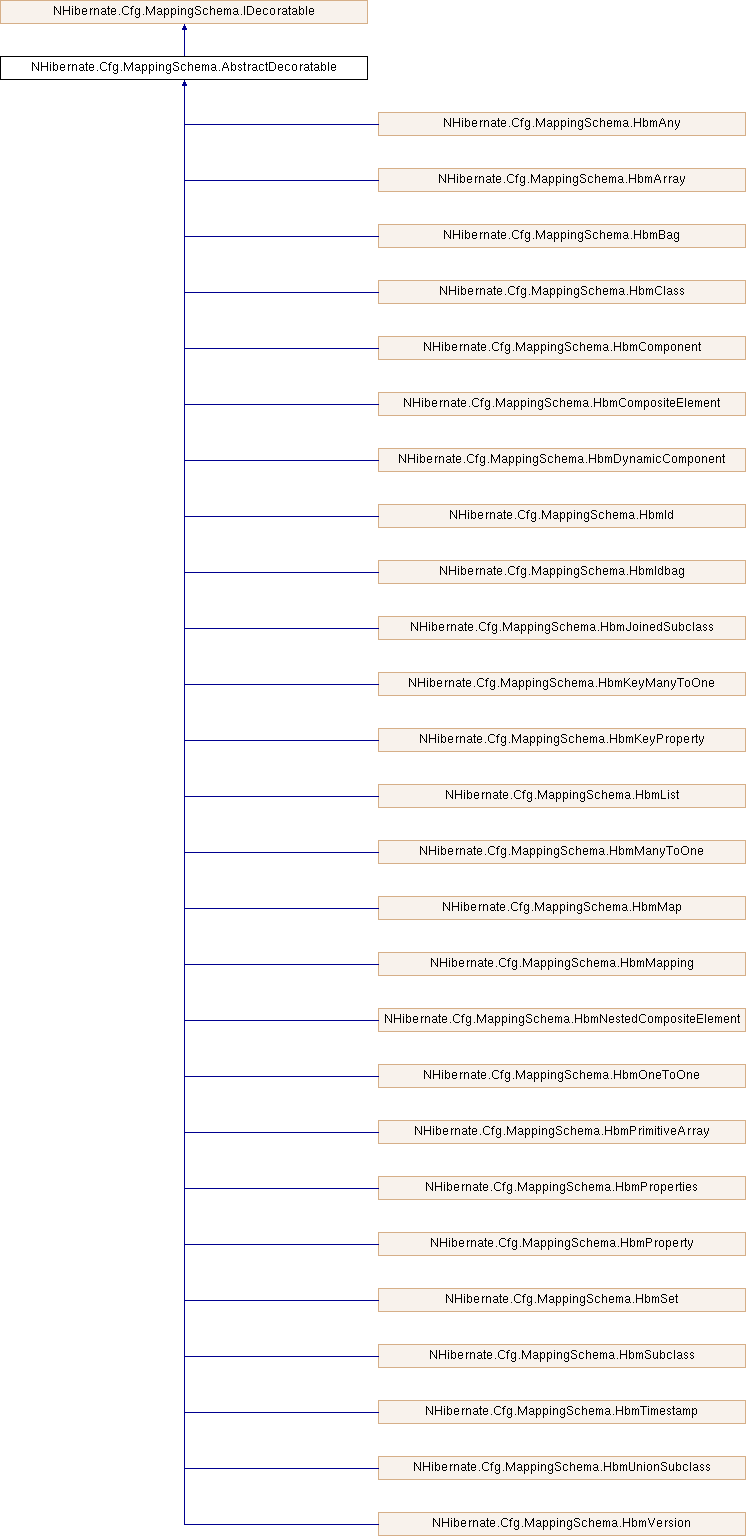 NHibernate.Cfg.MappingSchema.IDecoratable
NHibernate.Cfg.MappingSchema.AbstractDecoratable
NHibernate.Cfg.MappingSchema.HbmAny
NHibernate.Cfg.MappingSchema.HbmArray
NHibernate.Cfg.MappingSchema.HbmBag
NHibernate.Cfg.MappingSchema.HbmClass
NHibernate.Cfg.MappingSchema.HbmComponent
NHibernate.Cfg.MappingSchema.HbmCompositeElement
NHibernate.Cfg.MappingSchema.HbmDynamicComponent
NHibernate.Cfg.MappingSchema.HbmId
NHibernate.Cfg.MappingSchema.HbmIdbag
NHibernate.Cfg.MappingSchema.HbmJoinedSubclass
NHibernate.Cfg.MappingSchema.HbmKeyManyToOne
NHibernate.Cfg.MappingSchema.HbmKeyProperty
NHibernate.Cfg.MappingSchema.HbmList
NHibernate.Cfg.MappingSchema.HbmManyToOne
NHibernate.Cfg.MappingSchema.HbmMap
NHibernate.Cfg.MappingSchema.HbmMapping
NHibernate.Cfg.MappingSchema.HbmNestedCompositeElement
NHibernate.Cfg.MappingSchema.HbmOneToOne
NHibernate.Cfg.MappingSchema.HbmPrimitiveArray
NHibernate.Cfg.MappingSchema.HbmProperties
NHibernate.Cfg.MappingSchema.HbmProperty
NHibernate.Cfg.MappingSchema.HbmSet
NHibernate.Cfg.MappingSchema.HbmSubclass
NHibernate.Cfg.MappingSchema.HbmTimestamp
NHibernate.Cfg.MappingSchema.HbmUnionSubclass
NHibernate.Cfg.MappingSchema.HbmVersion